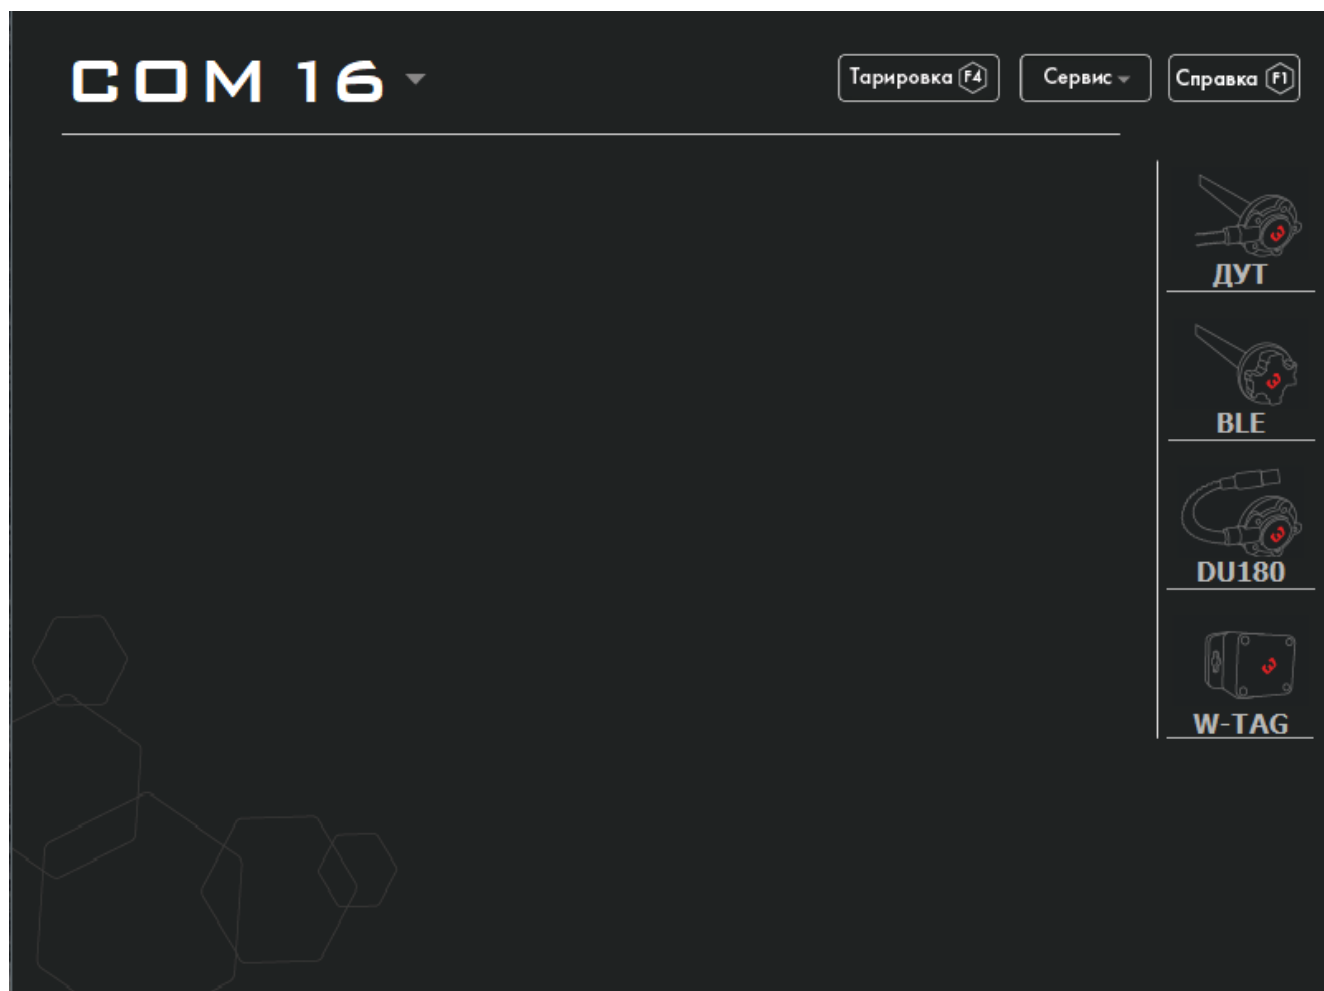 COM 16
Тарировка F4
Сервис
Справка F1
ДУТ
BLE
DU180
W-TAG